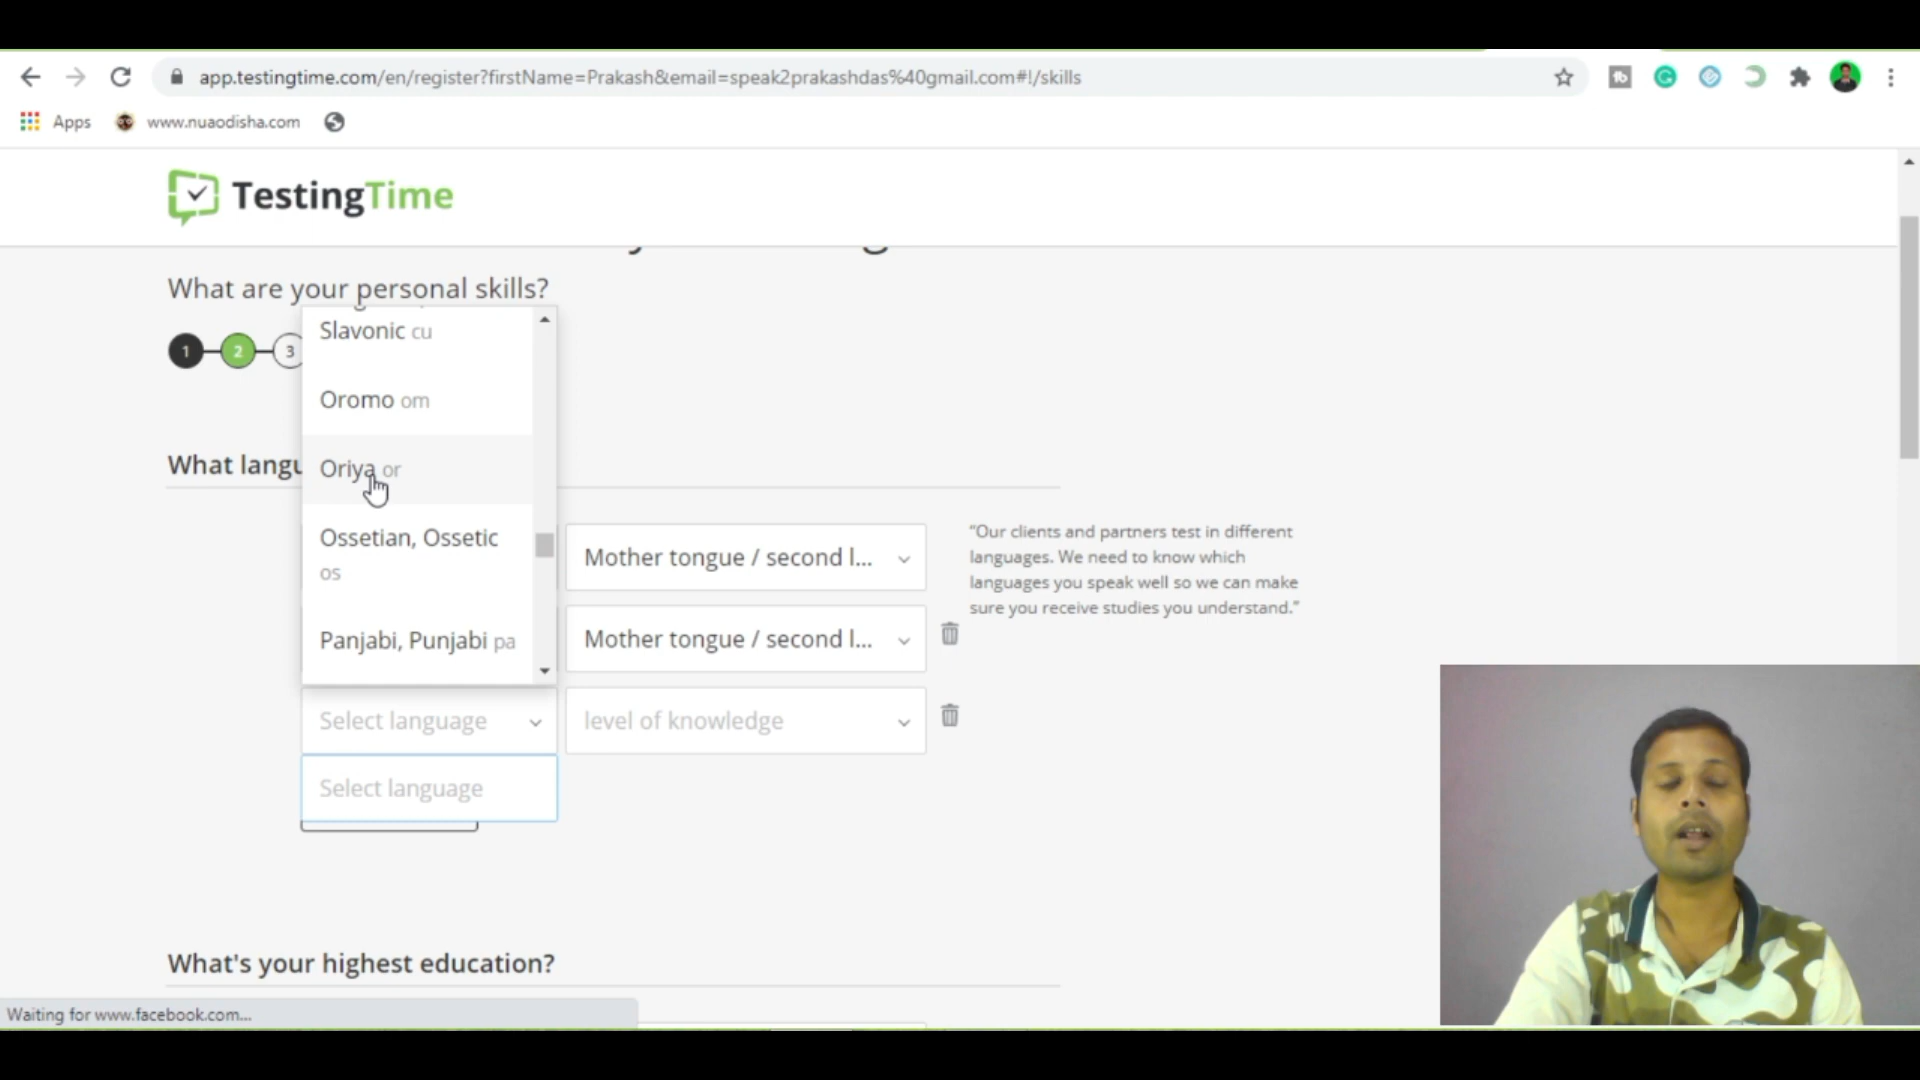 app.testingtime.com/en/register?firstName=Prakash&email=speak2prakashdas%40gmail.com#!/skills
Apps
www.nuaodisha.com
TestingTime
What are your personal skills?
1 2 3
Slavonic cu
Oromo om
What langu
Oriya or
Ossetian, Ossetic
os
Panjabi, Punjabi pa
Mother tongue / second l...
Mother tongue / second l...
"Our clients and partners test in different
languages. We need to know which
languages you speak well so we can make
sure you receive studies you understand."
Select language
level of knowledge
Select language
What's your highest education?
Waiting for www.facebook.com...